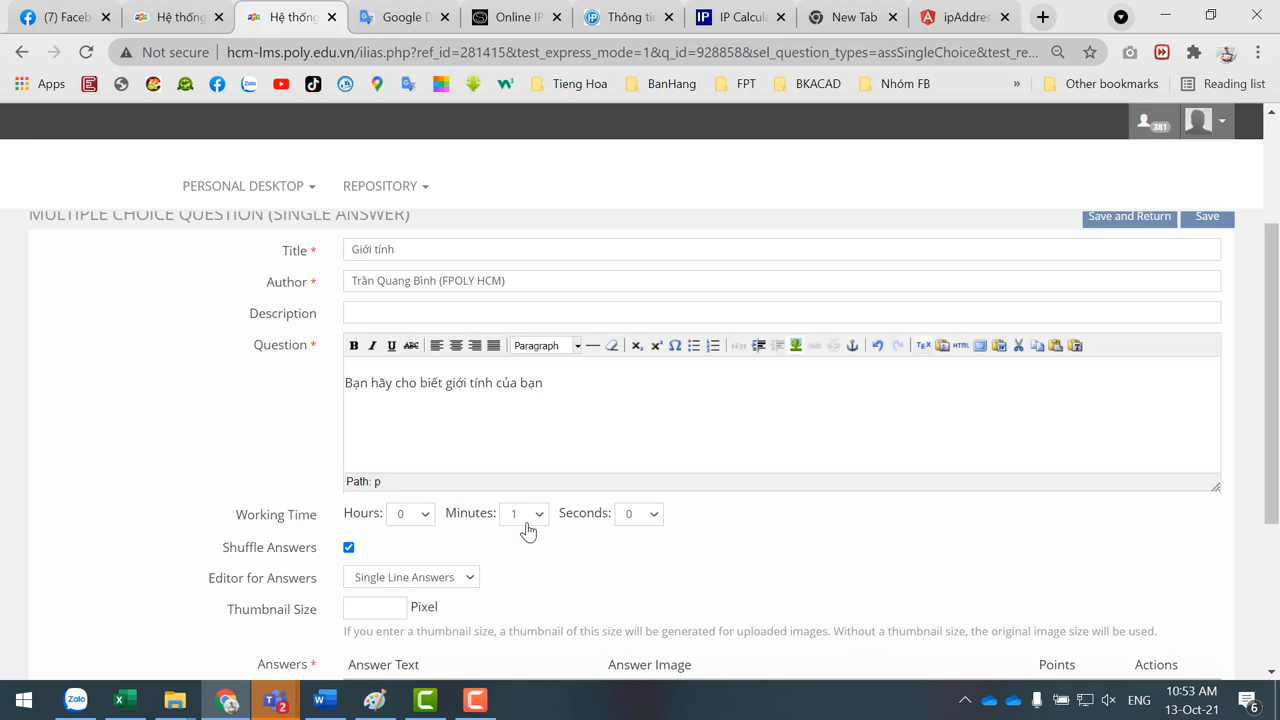 (7) Faceb
Hệ thống
Hệ thống
Google D
Online IP
Thông ti
IP Calcul
New Tab
ipAddres
Not secure
hcm-lms.poly.edu.vn/ilias.php?ref_id=281415&test_express_mode=1&q_id=928858&sel_question_types=assSingleChoice&test_re...
Apps
Tieng Hoa
BanHang
FPT
BKACAD
Nhóm FB
»
Other bookmarks
Reading list
381
PERSONAL DESKTOP
REPOSITORY
MULTIPLE CHOICE QUESTION (SINGLE ANSWER)
Save and Return
Save
Title *
Giới tính
Author *
Trần Quang Bình (FPOLY HCM)
Description
Question *
B I U ABC
Paragraph
TEX
HTML
Bạn hãy cho biết giới tính của bạn
Path: p
Working Time
Hours: 0
Minutes: 1
Seconds: 0
Shuffle Answers
Editor for Answers
Single Line Answers
Thumbnail Size
Pixel
If you enter a thumbnail size, a thumbnail of this size will be generated for uploaded images. Without a thumbnail size, the original image size will be used.
Answers *
Answer Text
Answer Image
Points
Actions
Zalo
2
ENG
10:53 AM
13-Oct-21
6